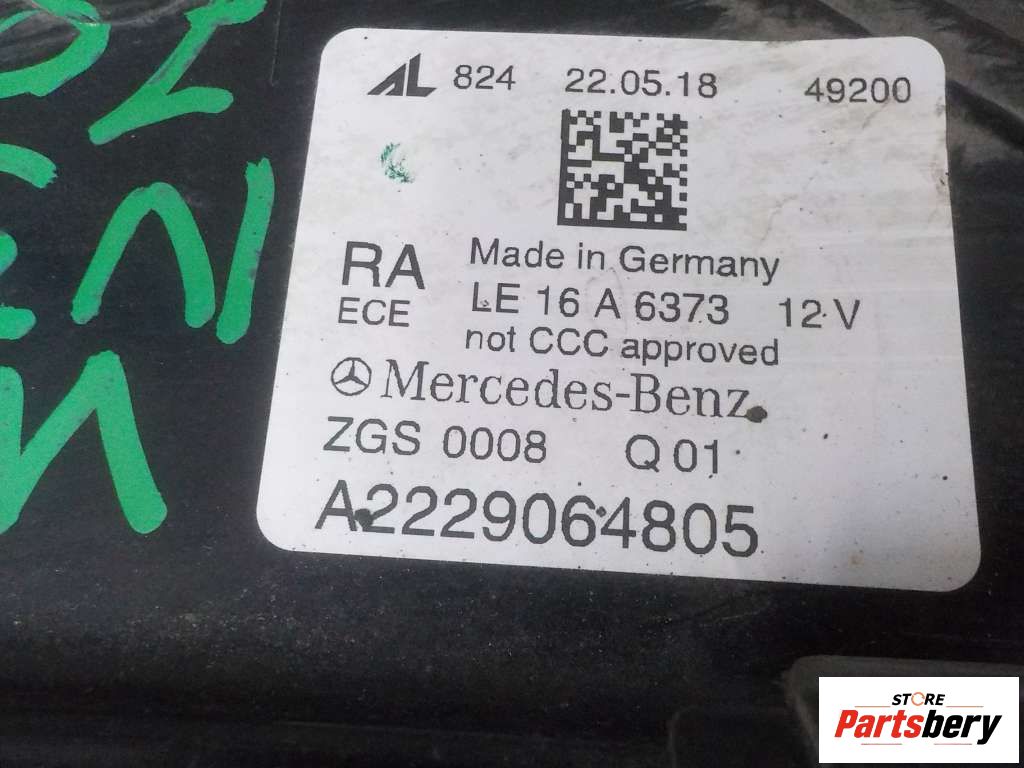 AL 824 22.05.18 49200
RA Made in Germany
ECE LE 16 A 6373 12 V
not CCC approved
Mercedes-Benz
ZGS 0008 Q 01
A2229064805
STORE
Partsbery